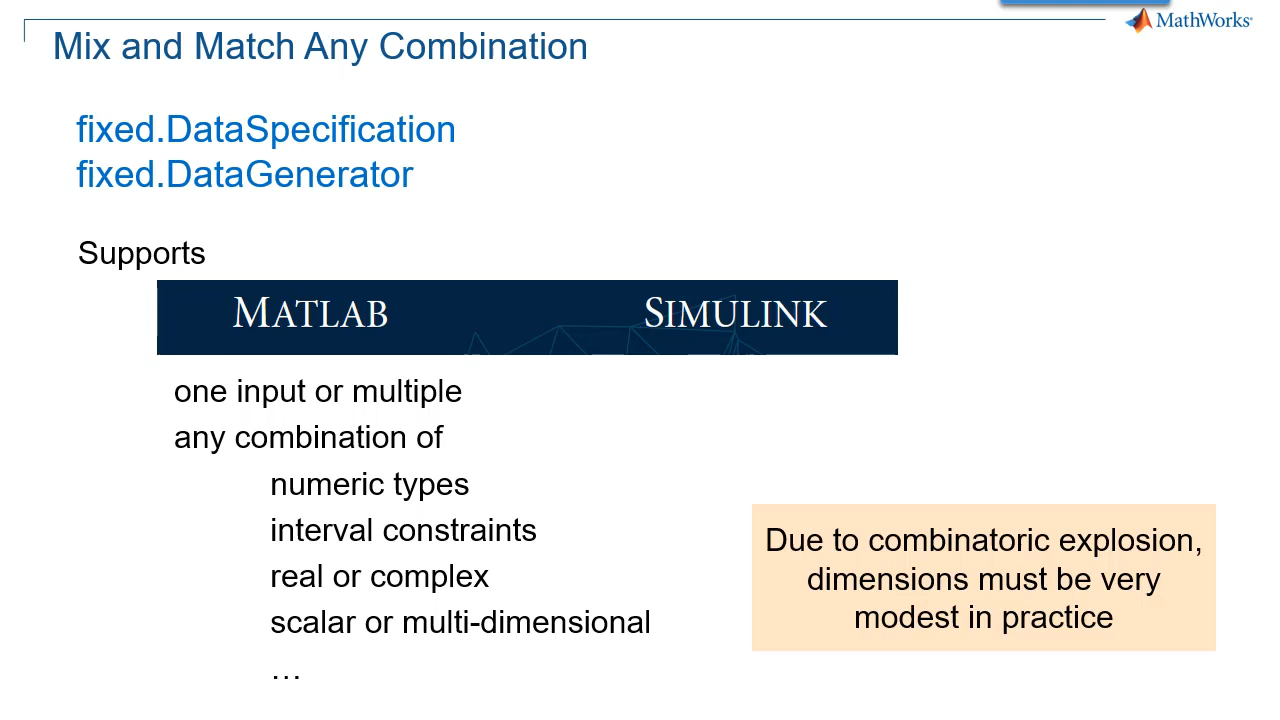 MathWorks
Mix and Match Any Combination
fixed.DataSpecification
fixed.DataGenerator
Supports
MATLAB SIMULINK
one input or multiple
any combination of
numeric types
interval constraints
real or complex
scalar or multi-dimensional
…
Due to combinatoric explosion,
dimensions must be very
modest in practice